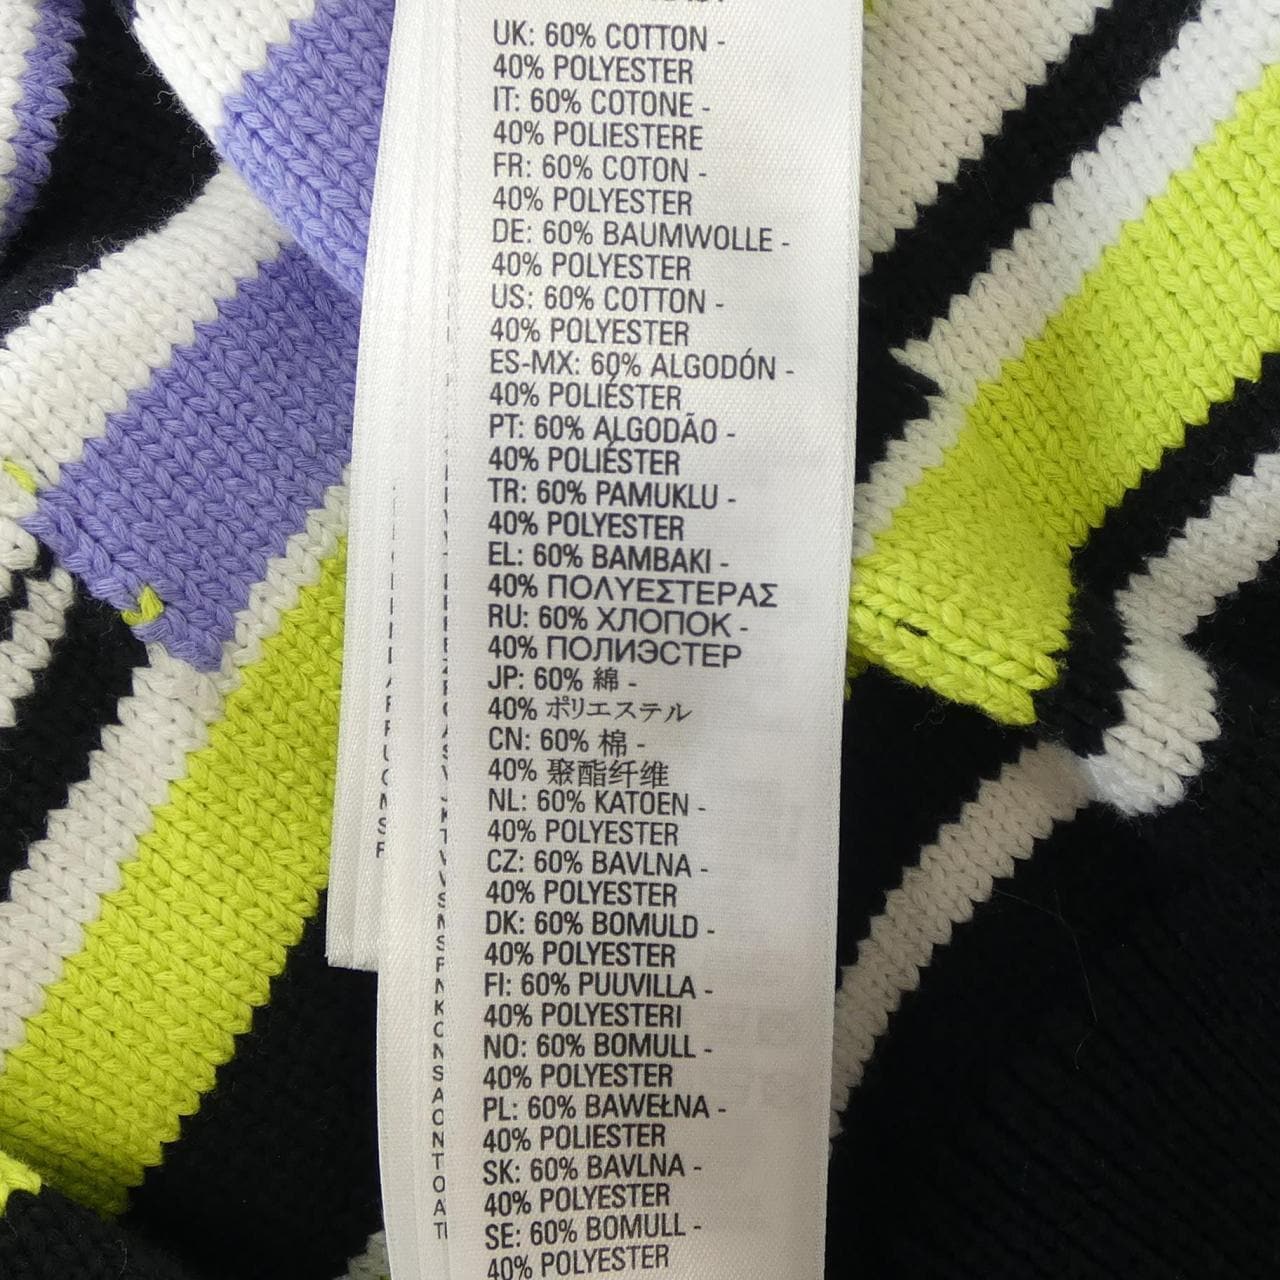 UK: 60% COTTON -
40% POLYESTER
IT: 60% COTONE -
40% POLIESTERE
FR: 60% COTON -
40% POLYESTER
DE: 60% BAUMWOLLE -
40% POLYESTER
US: 60% COTTON -
40% POLYESTER
ES-MX: 60% ALGODÓN -
40% POLIÉSTER
PT: 60% ALGODÃO -
40% POLIÉSTER
TR: 60% PAMUKLU -
40% POLYESTER
EL: 60% BAMBAKI -
40% ΠΟΛΥΕΣΤΕΡΑΣ
RU: 60% ХЛОПОК -
40% ПОЛИЭСТЕР
JP: 60% 綿 -
40% ポリエステル
CN: 60% 棉 -
40% 聚酯纤维
NL: 60% KATOEN -
40% POLYESTER
CZ: 60% BAVLNA -
40% POLYESTER
DK: 60% BOMULD -
40% POLYESTER
FI: 60% PUUVILLA -
40% POLYESTERI
NO: 60% BOMULL -
40% POLYESTER
PL: 60% BAWEŁNA -
40% POLIESTER
SK: 60% BAVLNA -
40% POLYESTER
SE: 60% BOMULL -
40% POLYESTER